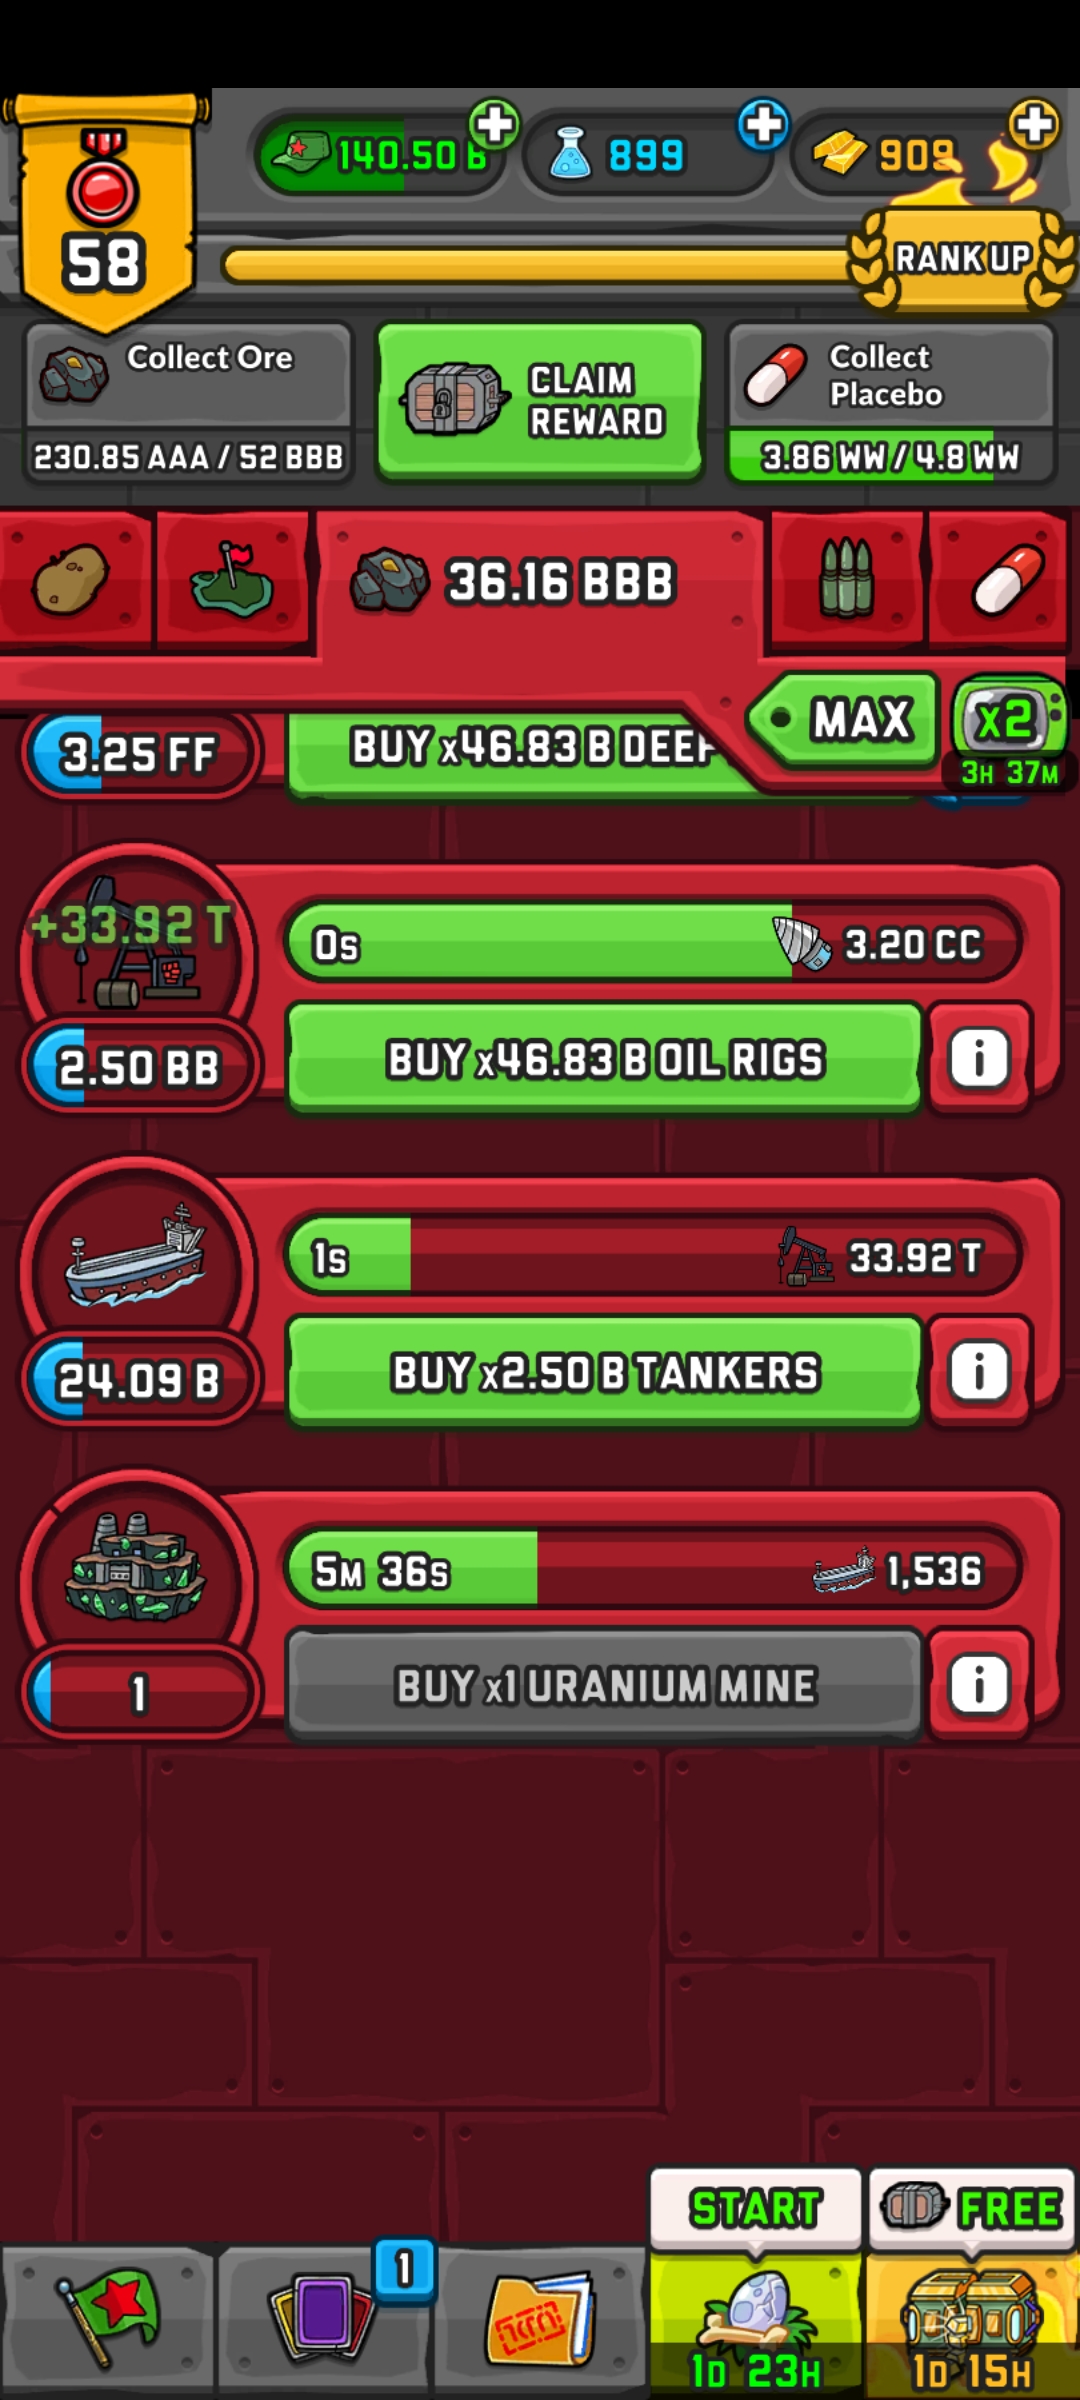 140.50 B
899
909
58
RANK UP
Collect Ore
230.85 AAA / 52 BBB
CLAIM
REWARD
Collect
Placebo
3.86 WW / 4.8 WW
36.16 BBB
MAX
x2
3H 37M
3.25 FF
BUY x46.83 B DEEP
+33.92 T
0s
3.20 CC
2.50 BB
BUY x46.83 B OIL RIGS
i
1s
33.92 T
24.09 B
BUY x2.50 B TANKERS
i
5M 36s
1,536
1
BUY x1 URANIUM MINE
i
START
FREE
1
1D 23H
1D 15H